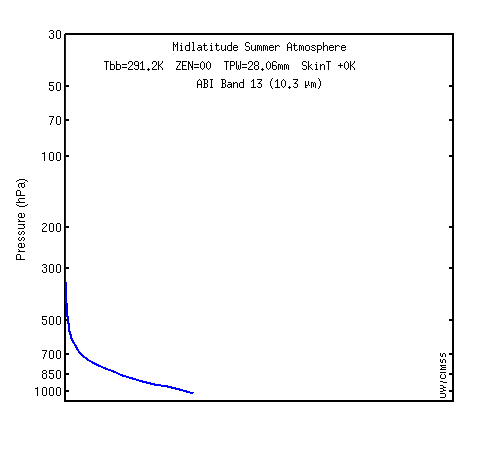 Midlatitude Summer Atmosphere
Tbb=291.2K ZEN=00 TPW=28.06mm SkinT +0K
ABI Band 13 (10.3 µm)
30
50
70
100
200
300
500
700
850
1000
Pressure (hPa)
UW/CIMSS